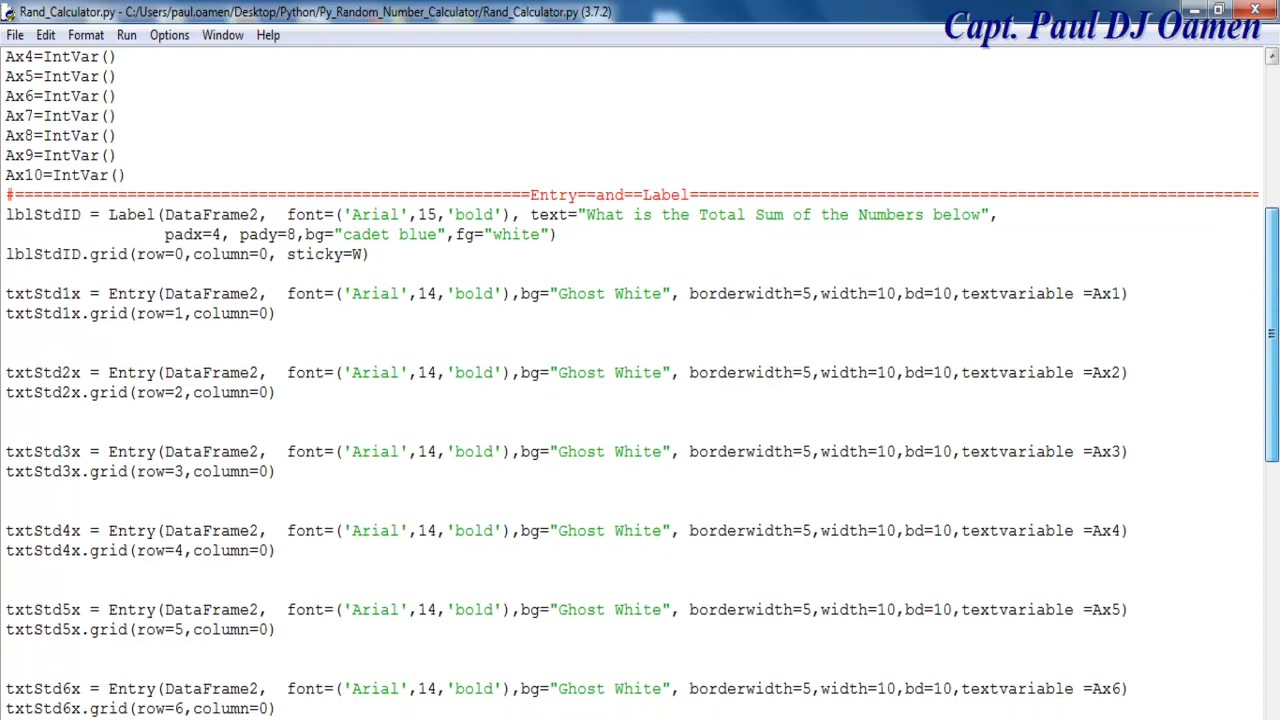 Rand_Calculator.py - C:/Users/paul.oamen/Desktop/Python/Py_Random_Number_Calculator/Rand_Calculator.py (3.7.2)
Capt. Paul DJ Oamen
File Edit Format Run Options Window Help
Ax4=IntVar()
Ax5=IntVar()
Ax6=IntVar()
Ax7=IntVar()
Ax8=IntVar()
Ax9=IntVar()
Ax10=IntVar()
#=======================================================Entry==and==Label=============================================================
lblStdID = Label(DataFrame2,  font=('Arial',15,'bold'), text="What is the Total Sum of the Numbers below",
                 padx=4, pady=8,bg="cadet blue",fg="white")
lblStdID.grid(row=0,column=0, sticky=W)
txtStd1x = Entry(DataFrame2,  font=('Arial',14,'bold'),bg="Ghost White", borderwidth=5,width=10,bd=10,textvariable =Ax1)
txtStd1x.grid(row=1,column=0)
txtStd2x = Entry(DataFrame2,  font=('Arial',14,'bold'),bg="Ghost White", borderwidth=5,width=10,bd=10,textvariable =Ax2)
txtStd2x.grid(row=2,column=0)
txtStd3x = Entry(DataFrame2,  font=('Arial',14,'bold'),bg="Ghost White", borderwidth=5,width=10,bd=10,textvariable =Ax3)
txtStd3x.grid(row=3,column=0)
txtStd4x = Entry(DataFrame2,  font=('Arial',14,'bold'),bg="Ghost White", borderwidth=5,width=10,bd=10,textvariable =Ax4)
txtStd4x.grid(row=4,column=0)
txtStd5x = Entry(DataFrame2,  font=('Arial',14,'bold'),bg="Ghost White", borderwidth=5,width=10,bd=10,textvariable =Ax5)
txtStd5x.grid(row=5,column=0)
txtStd6x = Entry(DataFrame2,  font=('Arial',14,'bold'),bg="Ghost White", borderwidth=5,width=10,bd=10,textvariable =Ax6)
txtStd6x.grid(row=6,column=0)